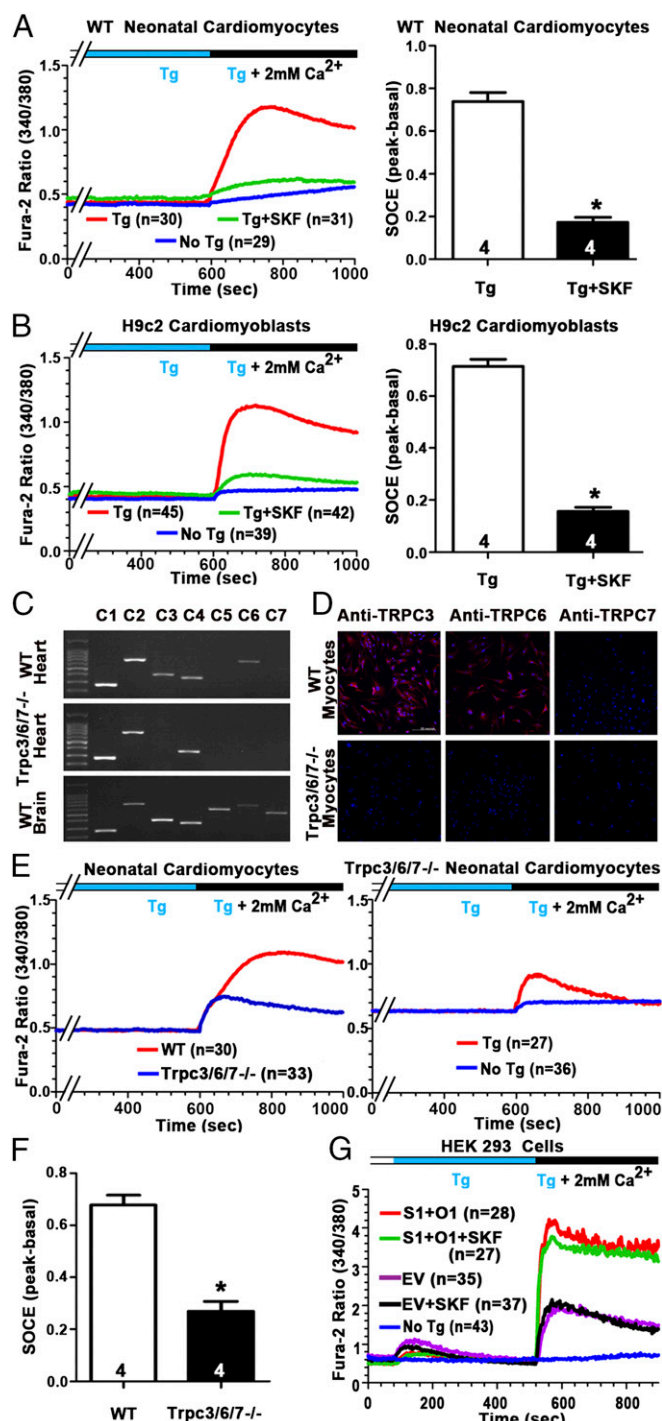 A
WT Neonatal Cardiomyocytes
Tg
Tg + 2mM Ca2+
Fura-2 Ratio (340/380)
1.5
1.0
0.5
0.0
Tg (n=30)
Tg+SKF (n=31)
No Tg (n=29)
400 600 800 1000
Time (sec)
SOCE (peak-basal)
0.8
0.6
0.4
0.2
0.0
*
4
4
Tg
Tg+SKF
B
H9c2 Cardiomyoblasts
Tg
Tg + 2mM Ca2+
Fura-2 Ratio (340/380)
1.5
1.0
0.5
0.0
Tg (n=45)
Tg+SKF (n=42)
No Tg (n=39)
400 600 800 1000
Time (sec)
H9c2 Cardiomyoblasts
SOCE (peak-basal)
0.8
0.6
0.4
0.2
0.0
*
4
4
Tg
Tg+SKF
C
C1 C2 C3 C4 C5 C6 C7
WT
Heart
Trpc3/6/7-/-
Heart
WT
Brain
D
Anti-TRPC3 Anti-TRPC6 Anti-TRPC7
WT
Myocytes
Trpc3/6/7-/-
Myocytes
E
Neonatal Cardiomyocytes
Tg
Tg + 2mM Ca2+
Fura-2 Ratio (340/380)
1.5
1.0
0.5
0.0
WT (n=30)
Trpc3/6/7-/- (n=33)
400 600 800 1000
Time (sec)
Trpc3/6/7-/- Neonatal Cardiomyocytes
Tg
Tg + 2mM Ca2+
1.5
1.0
0.5
0.0
Tg (n=27)
No Tg (n=36)
400 600 800 1000
Time (sec)
F
SOCE (peak-basal)
0.8
0.6
0.4
0.2
0.0
*
4
4
WT
Trpc3/6/7-/-
G
HEK 293 Cells
Tg
Tg + 2mM Ca2+
Fura-2 Ratio (340/380)
5
4
3
2
1
0
S1+O1 (n=28)
S1+O1+SKF
(n=27)
EV (n=35)
EV+SKF (n=37)
No Tg (n=43)
0 200 400 600 800
Time (sec)